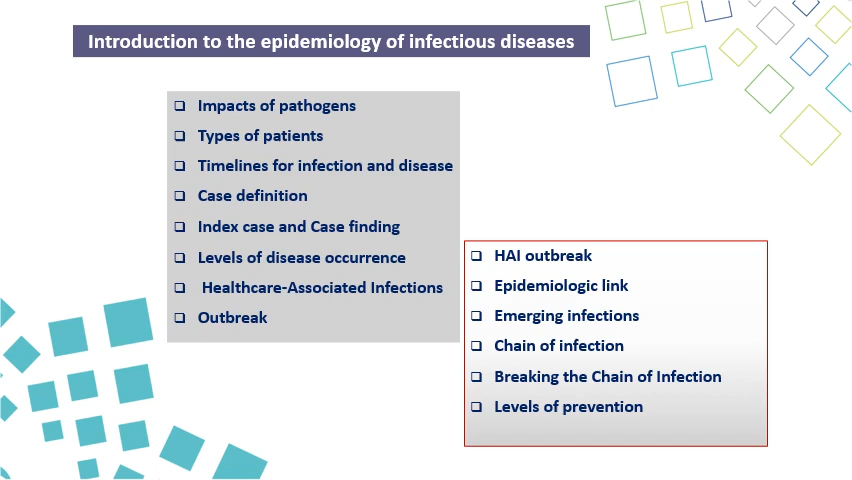 Introduction to the epidemiology of infectious diseases
Impacts of pathogens
Types of patients
Timelines for infection and disease
Case definition
Index case and Case finding
Levels of disease occurrence
Healthcare-Associated Infections
Outbreak
HAI outbreak
Epidemiologic link
Emerging infections
Chain of infection
Breaking the Chain of Infection
Levels of prevention